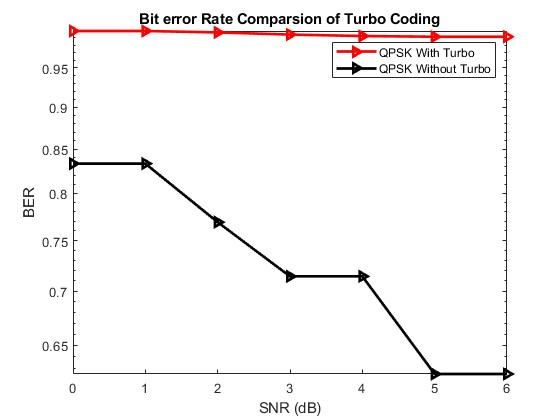 Bit error Rate Comparsion of Turbo Coding
QPSK With Turbo
QPSK Without Turbo
BER
0.95
0.9
0.85
0.8
0.75
0.7
0.65
0 1 2 3 4 5 6
SNR (dB)